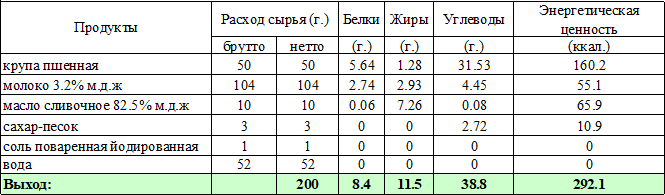 Продукты Расход сырья (г.) Белки Жиры Углеводы Энергетическая ценность
брутто нетто (г.) (г.) (г.) (ккал.)
крупа пшенная 50 50 5.64 1.28 31.53 160.2
молоко 3.2% м.д.ж 104 104 2.74 2.93 4.45 55.1
масло сливочное 82.5% м.д.ж 10 10 0.06 7.26 0.08 65.9
сахар-песок 3 3 0 0 2.72 10.9
соль поваренная йодированная 1 1 0 0 0 0
вода 52 52 0 0 0 0
Выход: 200 8.4 11.5 38.8 292.1